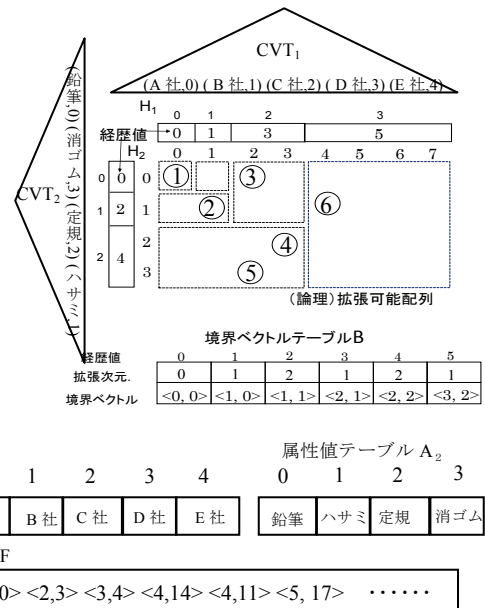 CVT1
(A 社,0) ( B 社,1) (C 社,2) ( D 社,3) (E 社,4)
H1
0 1 2 3
経歴値 0 1 3 5
H2
0 1 2 3 4 5 6 7
CVT2
(鉛筆,0) (消ゴム,3) (定規,2) (ハサミ,1)
0 0 0
1 2 1
2 4 2
3
① ③
② ⑥
④
⑤
(論理)拡張可能配列
境界ベクトルテーブルB
経歴値 0 1 2 3 4 5
拡張次元. 0 1 2 1 2 1
境界ベクトル <0, 0> <1, 0> <1, 1> <2, 1> <2, 2> <3, 2>
属性値テーブル A2
1 2 3 4 0 1 2 3
B 社 C 社 D 社 E 社 鉛筆 ハサミ 定規 消ゴム
F
0> <2,3> <3,4> <4,14> <4,11> <5, 17> ······